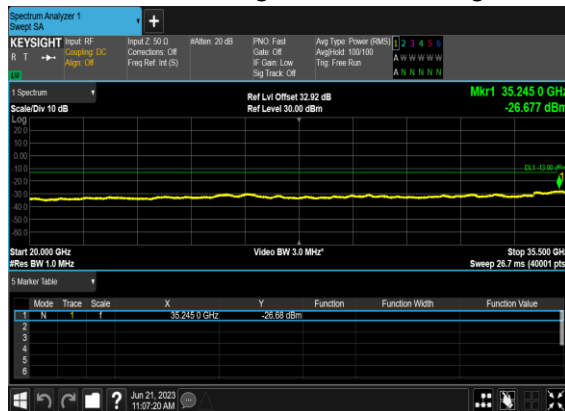 Spectrum Analyzer 1
Swept SA
KEYSIGHT Input: RF Input Z: 50 Ω #Atten: 20 dB PNO: Fast Avg Type: Power (RMS) 1 2 3 4 5 6
R T Coupling: DC Corrections: Off Gate: Off Avg|Hold: 100/100 A W W W W W
Align: Off Freq Ref: Int (S) IF Gain: Low Trig: Free Run
Sig Track: Off A N N N N N
1 Spectrum Ref Lvl Offset 32.92 dB Mkr1 35.245 0 GHz
Scale/Div 10 dB Ref Level 30.00 dBm -26.677 dBm
Log
20.0
10.0
0.00
-10.0 DL1 -13.00 dBm
-20.0
-30.0
-40.0
-50.0
-60.0
Start 20.000 GHz Video BW 3.0 MHz* Stop 35.500 GHz
#Res BW 1.0 MHz Sweep 26.7 ms (40001 pts
5 Marker Table
Mode Trace Scale X Y Function Function Width Function Value
1 N 1 f 35.245 0 GHz -26.68 dBm
2
3
4
5
6
? Jun 21, 2023
11:07:20 AM